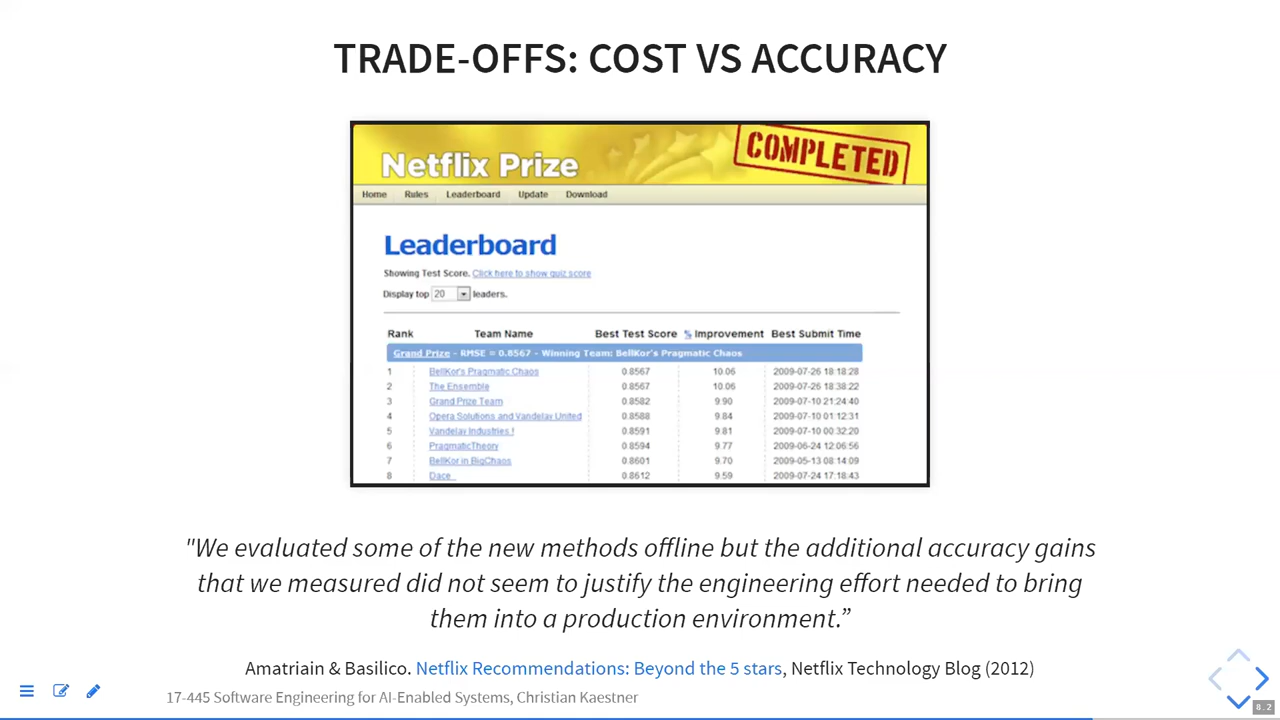 TRADE-OFFS: COST VS ACCURACY
Netflix Prize
COMPLETED
Home Rules Leaderboard Update Download
Leaderboard
Showing Test Score. Click here to show quiz score
Display top 20 leaders.
Rank Team Name Best Test Score % Improvement Best Submit Time
Grand Prize - RMSE = 0.8567 - Winning Team: BellKor's Pragmatic Chaos
1 BellKor's Pragmatic Chaos 0.8567 10.06 2009-07-26 18:18:28
2 The Ensemble 0.8567 10.06 2009-07-26 18:38:22
3 Grand Prize Team 0.8582 9.90 2009-07-10 21:24:40
4 Opera Solutions and Vandelay United 0.8588 9.84 2009-07-10 01:12:31
5 Vandelay Industries ! 0.8591 9.81 2009-07-10 00:32:20
6 PragmaticTheory 0.8594 9.77 2009-06-24 12:06:56
7 BellKor in BigChaos 0.8601 9.70 2009-05-13 08:14:09
8 Dace_ 0.8612 9.59 2009-07-24 17:18:43
"We evaluated some of the new methods offline but the additional accuracy gains
that we measured did not seem to justify the engineering effort needed to bring
them into a production environment.”
Amatriain & Basilico. Netflix Recommendations: Beyond the 5 stars, Netflix Technology Blog (2012)
17-445 Software Engineering for AI-Enabled Systems, Christian Kaestner
8.2